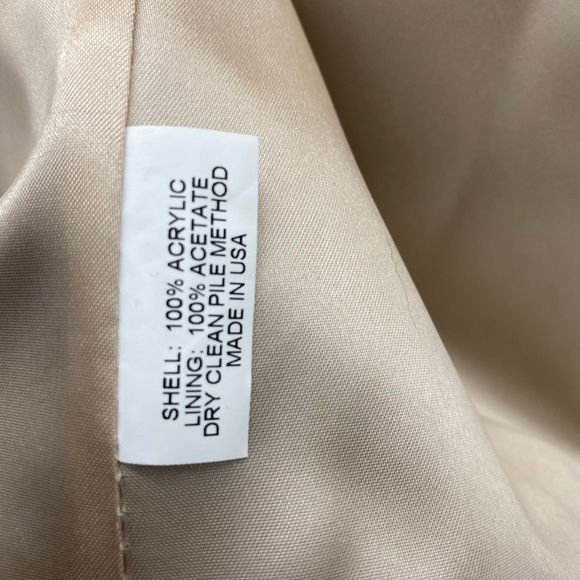 SHELL: 100% ACRYLIC
LINING: 100% ACETATE
DRY CLEAN PILE METHOD
MADE IN USA